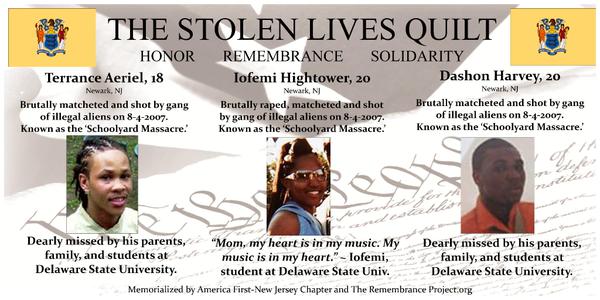 THE STOLEN LIVES QUILT
HONOR REMEMBRANCE SOLIDARITY
Terrance Aeriel, 18
Newark, NJ
Brutally matcheted and shot by gang
of illegal aliens on 8-4-2007.
Known as the 'Schoolyard Massacre.'
Dearly missed by his parents,
family, and students at
Delaware State University.
Iofemi Hightower, 20
Newark, NJ
Brutally raped, matcheted and shot
by gang of illegal aliens on 8-4-2007.
Known as the 'Schoolyard Massacre.'
"Mom, my heart is in my music. My
music is in my heart." ~ Iofemi,
student at Delaware State Univ.
Dashon Harvey, 20
Newark, NJ
Brutally matcheted and shot by gang
of illegal aliens on 8-4-2007.
Known as the 'Schoolyard Massacre.'
Dearly missed by his parents,
family, and students at
Delaware State University.
Memorialized by America First-New Jersey Chapter and The Remembrance Project.org